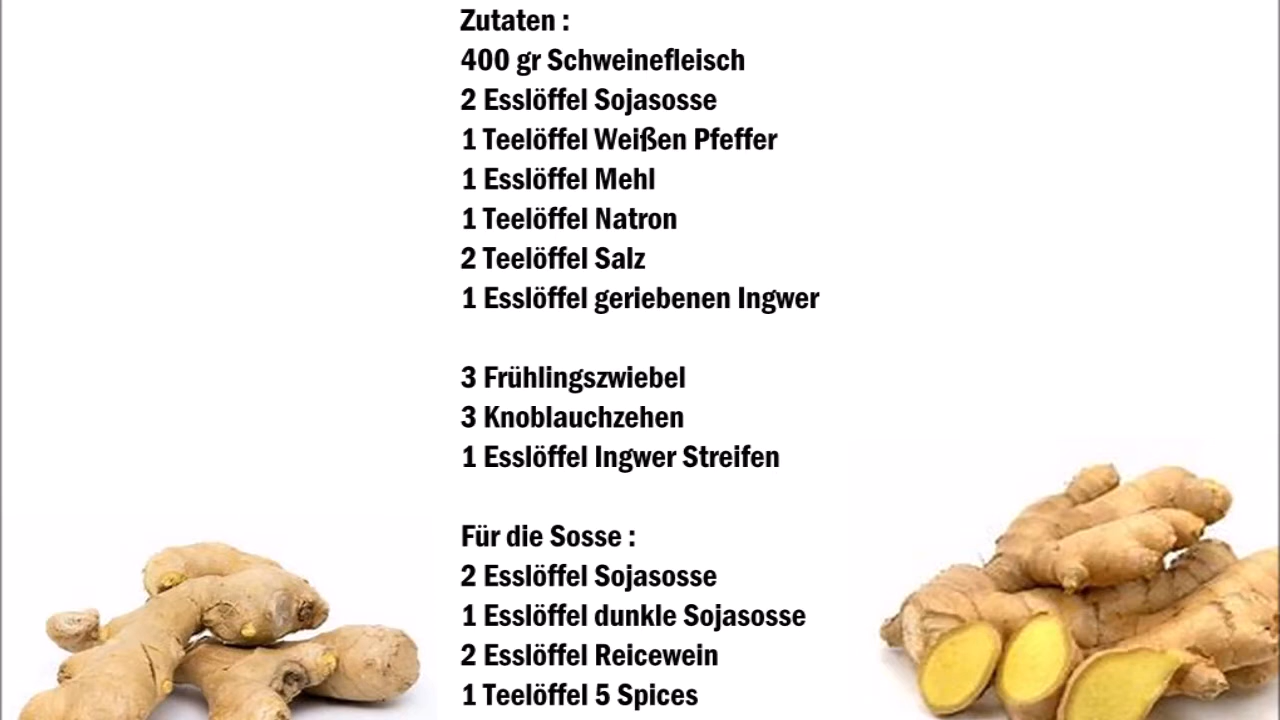 Zutaten :
400 gr Schweinefleisch
2 Esslöffel Sojasosse
1 Teelöffel Weißen Pfeffer
1 Esslöffel Mehl
1 Teelöffel Natron
2 Teelöffel Salz
1 Esslöffel geriebenen Ingwer
3 Frühlingszwiebel
3 Knoblauchzehen
1 Esslöffel Ingwer Streifen
Für die Sosse :
2 Esslöffel Sojasosse
1 Esslöffel dunkle Sojasosse
2 Esslöffel Reicewein
1 Teelöffel 5 Spices